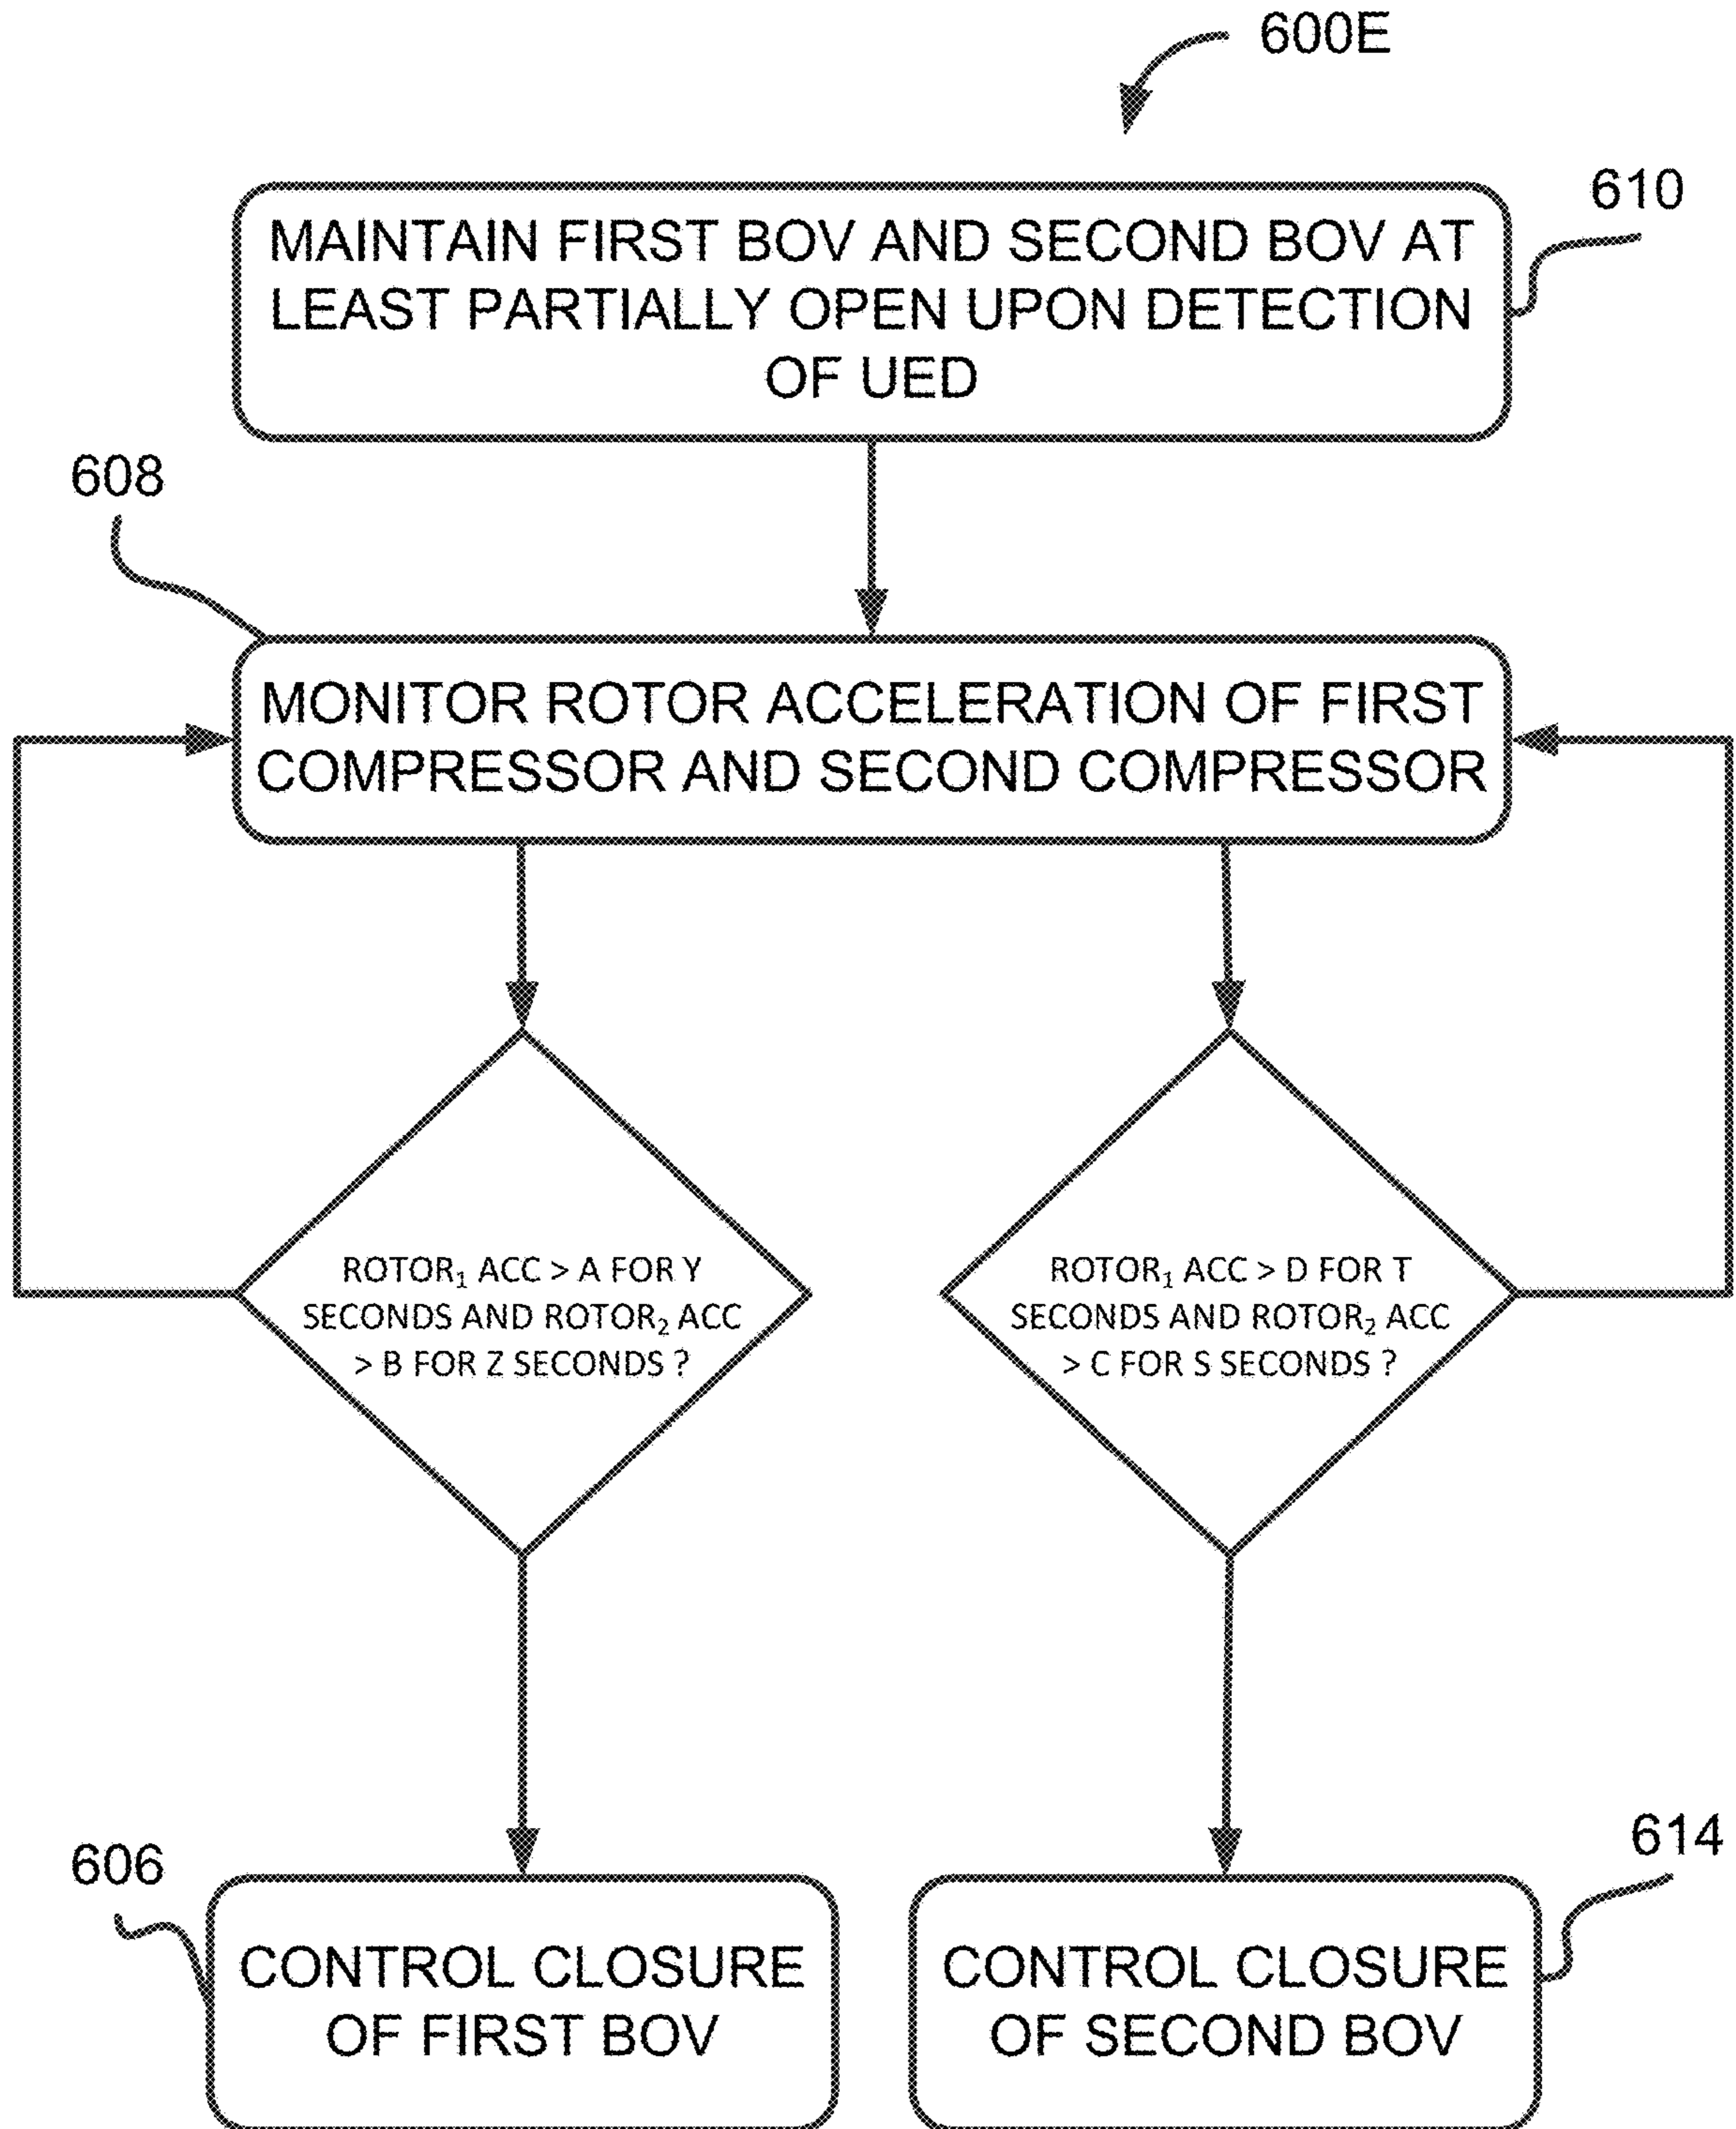 600E
610
MAINTAIN FIRST BOV AND SECOND BOV AT
LEAST PARTIALLY OPEN UPON DETECTION
OF UED
608
MONITOR ROTOR ACCELERATION OF FIRST
COMPRESSOR AND SECOND COMPRESSOR
ROTOR₁ ACC > A FOR Y
SECONDS AND ROTOR₂ ACC
> B FOR Z SECONDS ?
ROTOR₁ ACC > D FOR T
SECONDS AND ROTOR₂ ACC
> C FOR S SECONDS ?
606
CONTROL CLOSURE
OF FIRST BOV
614
CONTROL CLOSURE
OF SECOND BOV